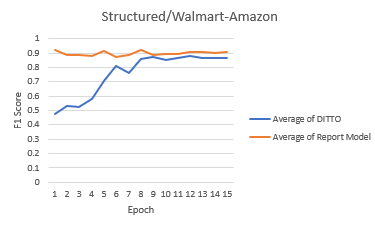 Structured/Walmart-Amazon
1
0.9
0.8
0.7
0.6
0.5
0.4
0.3
0.2
0.1
0
F1 Score
1 2 3 4 5 6 7 8 9 10 11 12 13 14 15
Epoch
Average of DITTO
Average of Report Model